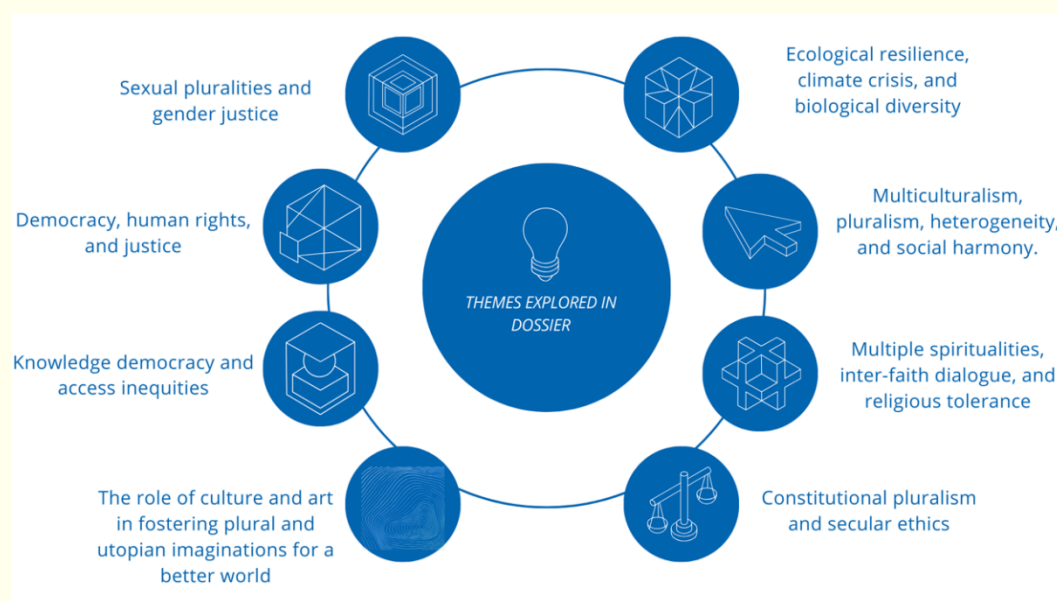 Sexual pluralities and
gender justice
Ecological resilience,
climate crisis, and
biological diversity
Democracy, human rights,
and justice
Multiculturalism,
pluralism, heterogeneity,
and social harmony.
THEMES EXPLORED IN
DOSSIER
Knowledge democracy and
access inequities
Multiple spiritualities,
inter-faith dialogue, and
religious tolerance
The role of culture and art
in fostering plural and
utopian imaginations for a
better world
Constitutional pluralism
and secular ethics